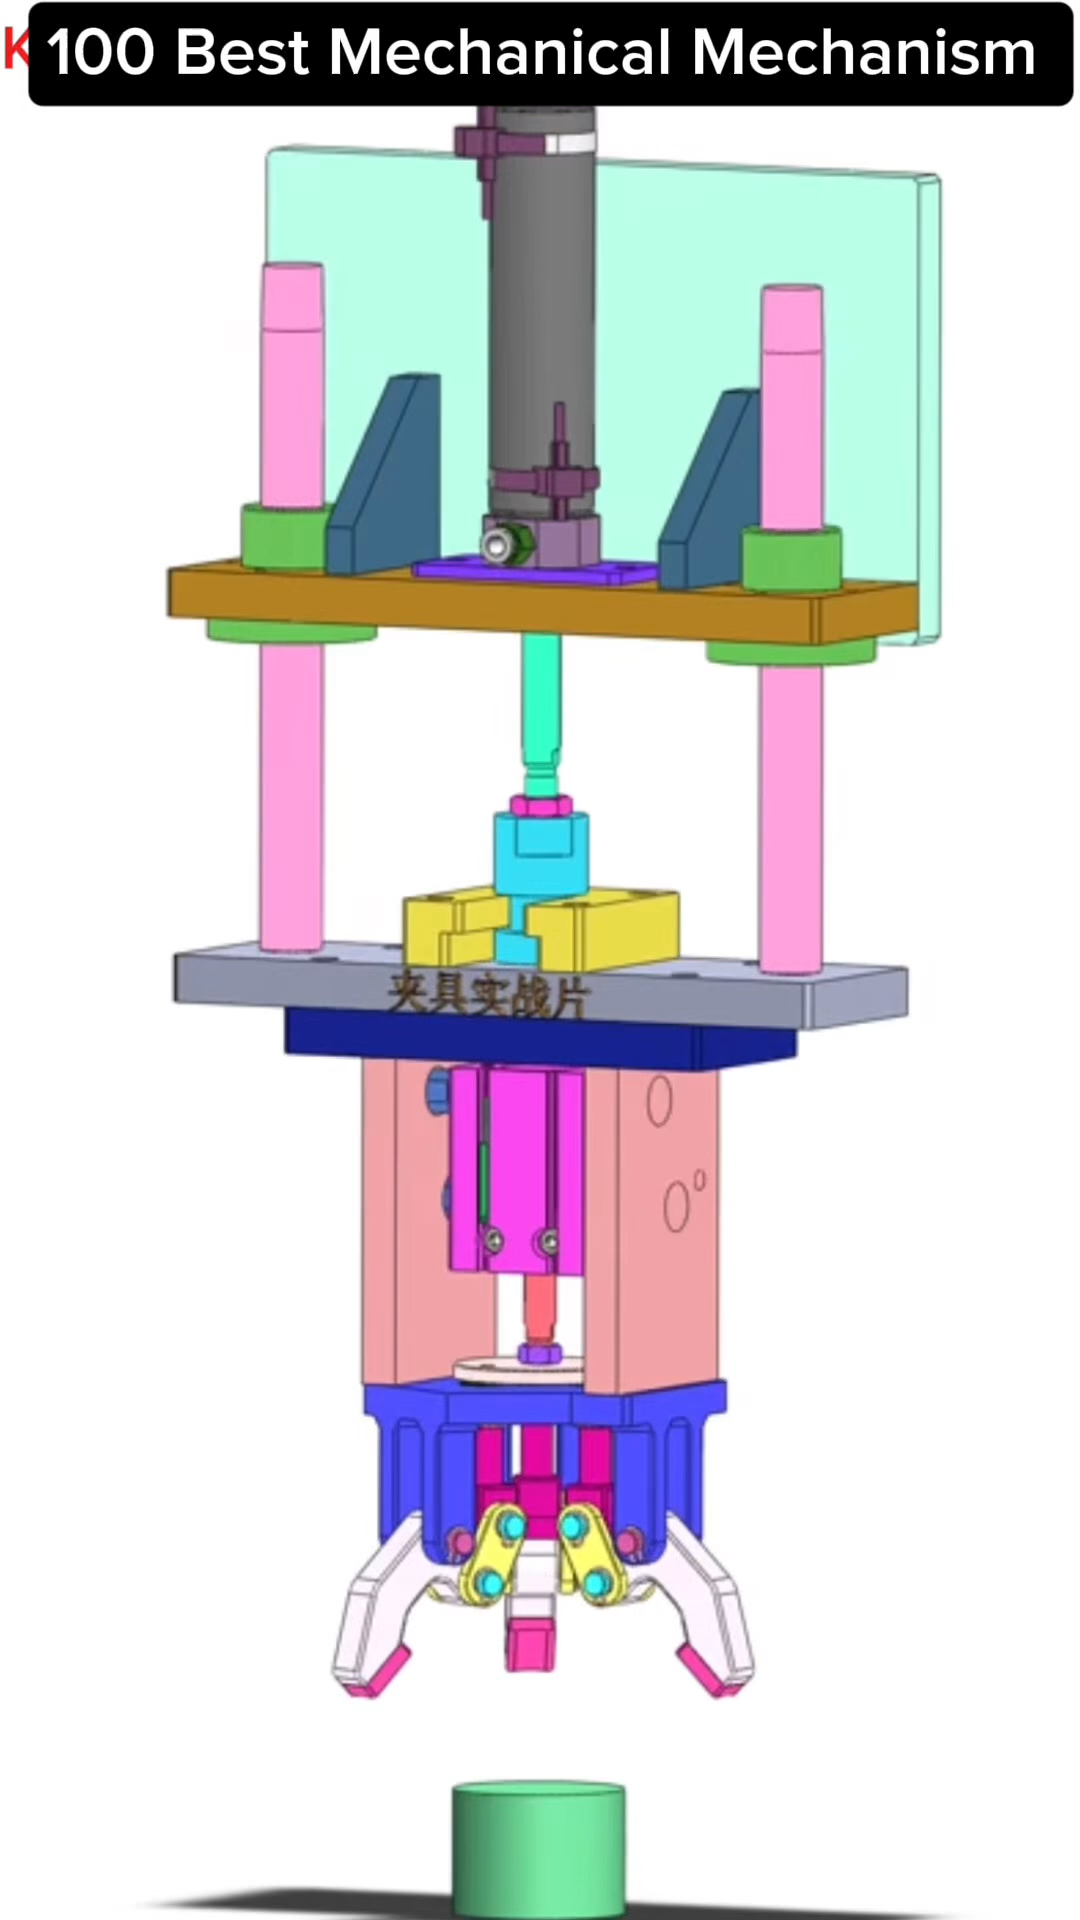 K
100 Best Mechanical Mechanism
夹具实战片